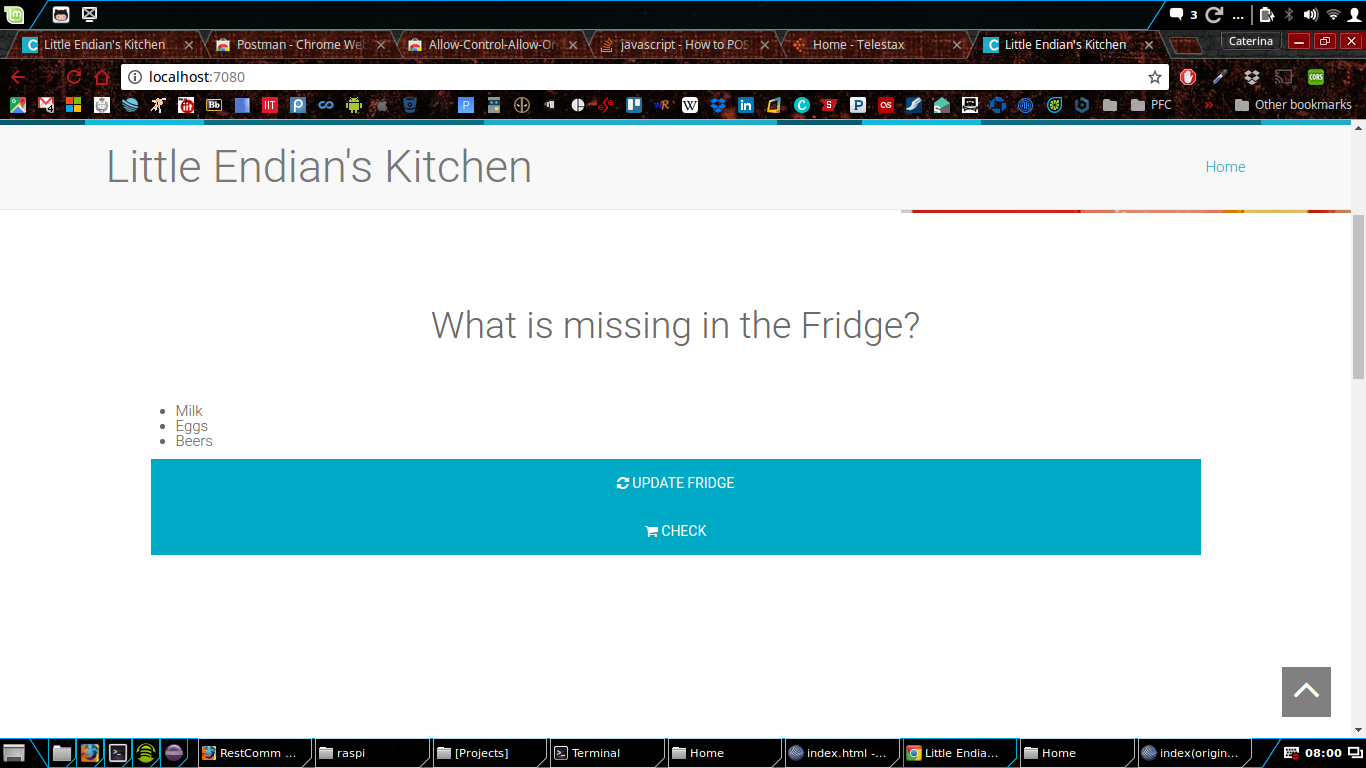 3 ...
Little Endian's Kitchen
Postman - Chrome We
Allow-Control-Allow-O
javascript - How to POS
Home - Telestax
Little Endian's Kitchen
Caterina
localhost:7080
PFC
»
Other bookmarks
Little Endian's Kitchen
Home
What is missing in the Fridge?
Milk
Eggs
Beers
UPDATE FRIDGE
CHECK
RestComm ...
raspi
[Projects]
Terminal
Home
index.html -...
Little Endia...
Home
index(origin...
08:00